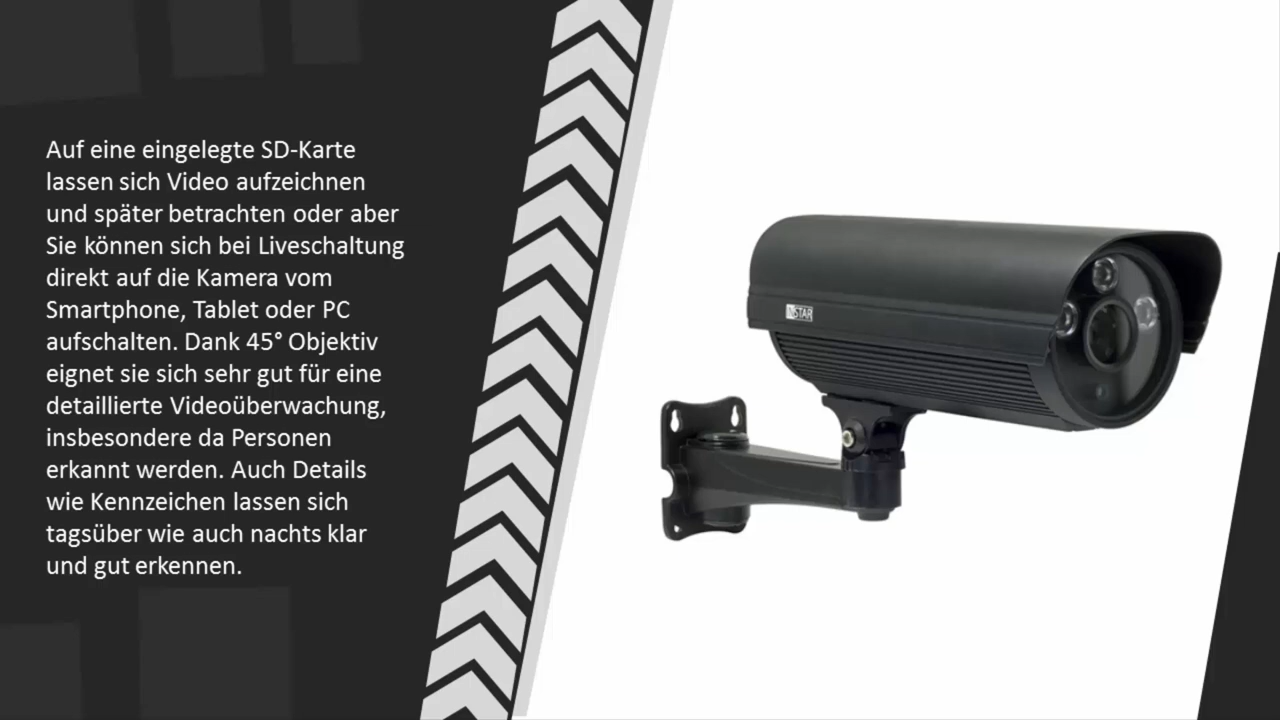 Auf eine eingelegte SD-Karte
lassen sich Video aufzeichnen
und später betrachten oder aber
Sie können sich bei Liveschaltung
direkt auf die Kamera vom
Smartphone, Tablet oder PC
aufschalten. Dank 45° Objektiv
eignet sie sich sehr gut für eine
detaillierte Videoüberwachung,
insbesondere da Personen
erkannt werden. Auch Details
wie Kennzeichen lassen sich
tagsüber wie auch nachts klar
und gut erkennen.